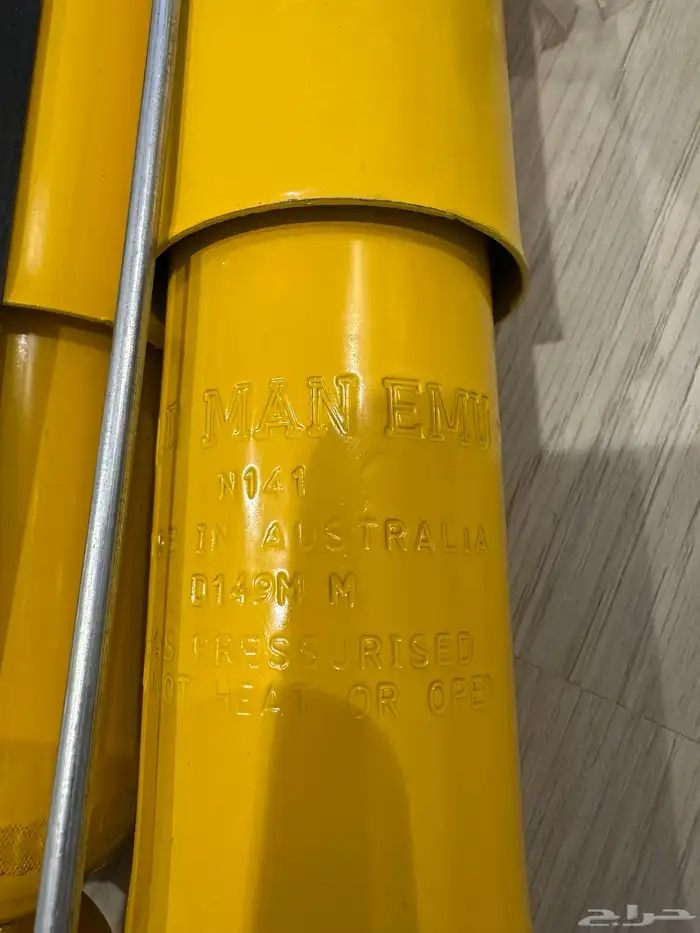 MAN EMU
N141
IN AUSTRALIA
D149M M
PRESSURISED
HEAT OR OPE
حراج